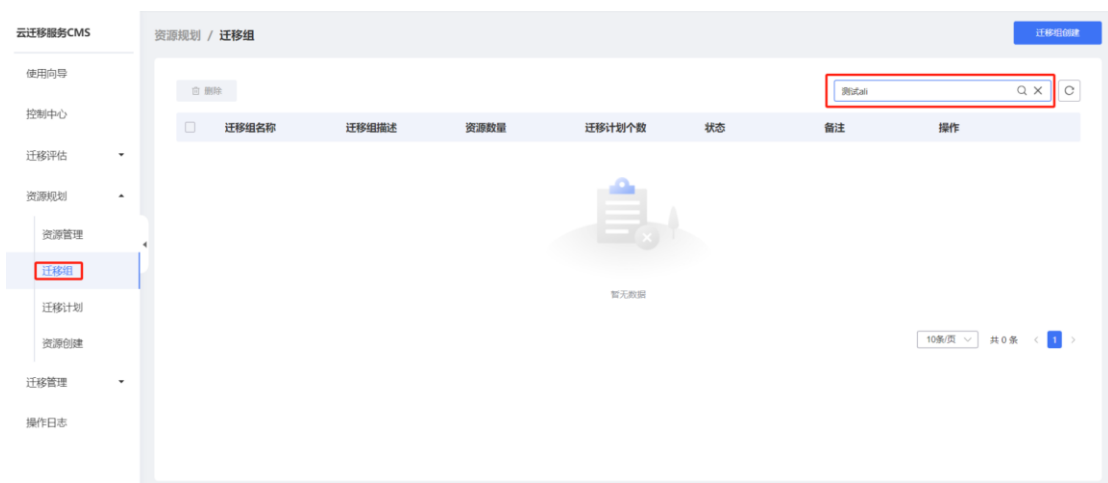 云迁移服务CMS
使用向导
控制中心
迁移评估
资源规划
资源管理
迁移组
迁移计划
资源创建
迁移管理
操作日志
资源规划 / 迁移组
迁移组创建
删除
测试ali
迁移组名称 迁移组描述 资源数量 迁移计划个数 状态 备注 操作
暂无数据
10条/页 共 0 条 1